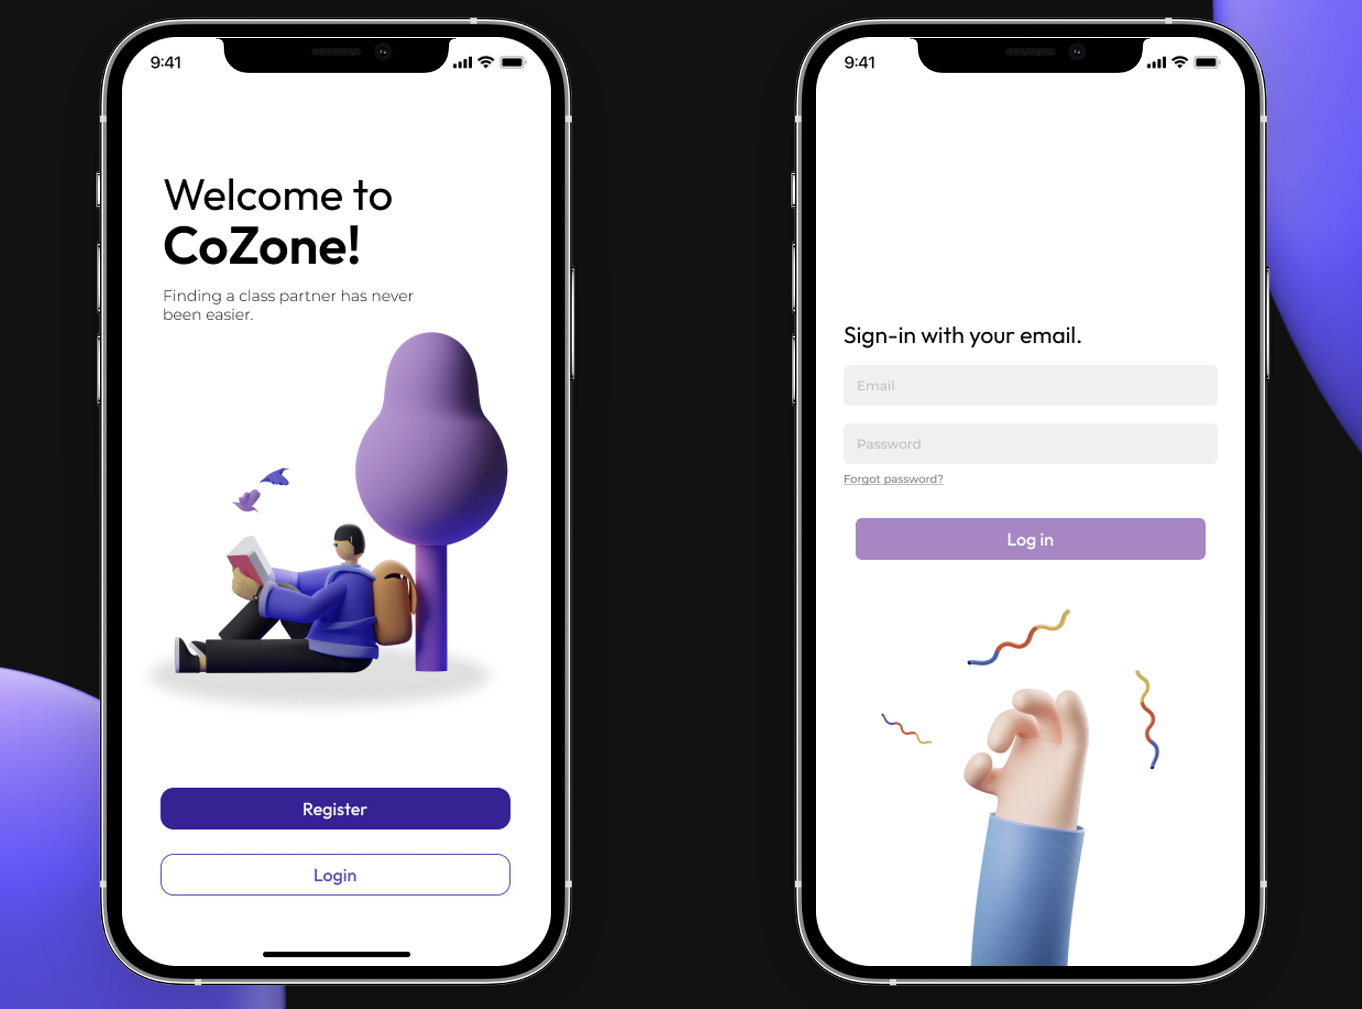 9:41
Welcome to
CoZone!
Finding a class partner has never
been easier.
Register
Login
9:41
Sign-in with your email.
Email
Password
Forgot password?
Log in